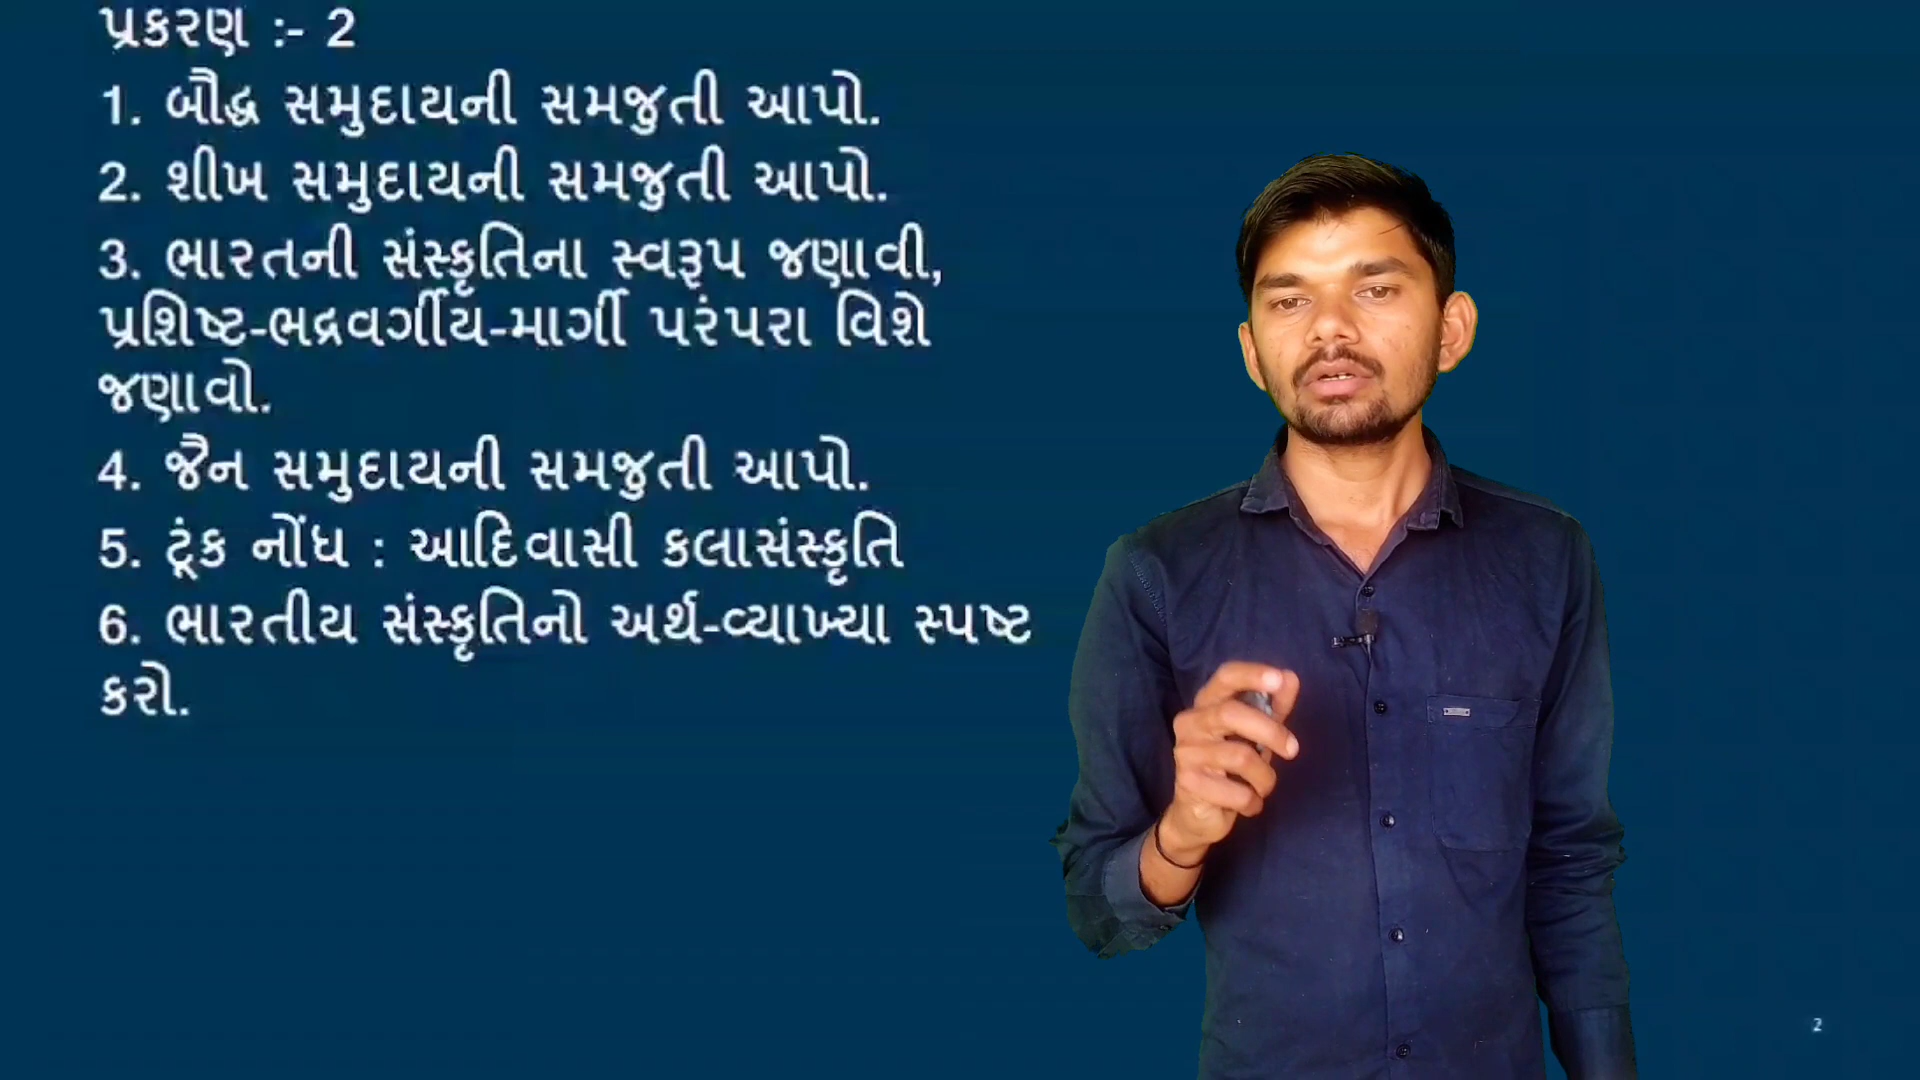 પ્રકરણ :- 2
1. બૌદ્ધ સમુદાયની સમજુતી આપો.
2. શીખ સમુદાયની સમજુતી આપો.
3. ભારતની સંસ્કૃતિના સ્વરૂપ જણાવી,
પ્રશિષ્ટ-ભદ્રવર્ગીય-માર્ગી પરંપરા વિશે
જણાવો.
4. જૈન સમુદાયની સમજુતી આપો.
5. ટૂંક નોંધ : આદિવાસી કલાસંસ્કૃતિ
6. ભારતીય સંસ્કૃતિનો અર્થ-વ્યાખ્યા સ્પષ્ટ
કરો.
2